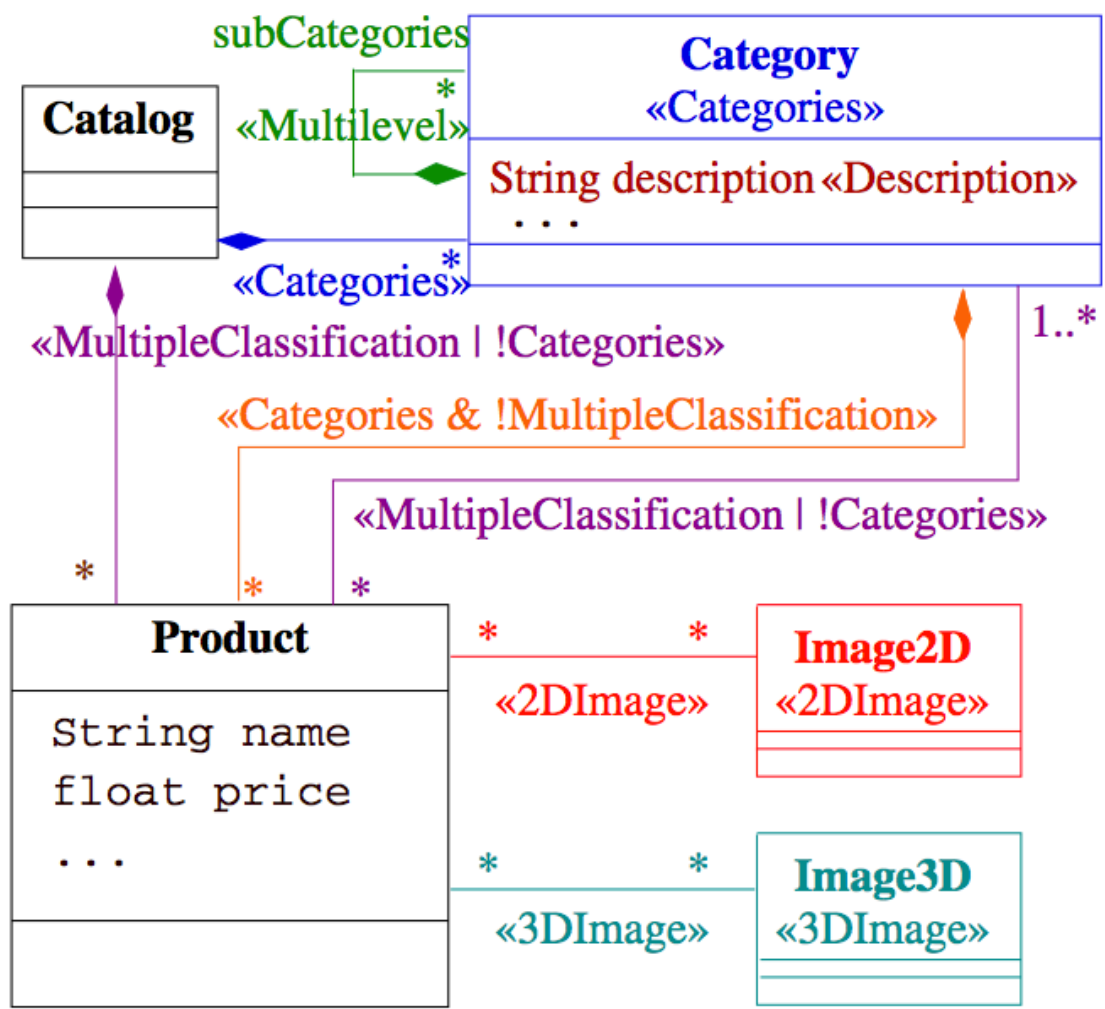 subCategories
*
«Multilevel»
Category
«Categories»
String description «Description»
. . .
Catalog
*
«Categories»
1..*
«MultipleClassification | !Categories»
«Categories & !MultipleClassification»
«MultipleClassification | !Categories»
*
*
*
Product
String name
float price
...
* *
«2DImage»
Image2D
«2DImage»
* *
«3DImage»
Image3D
«3DImage»